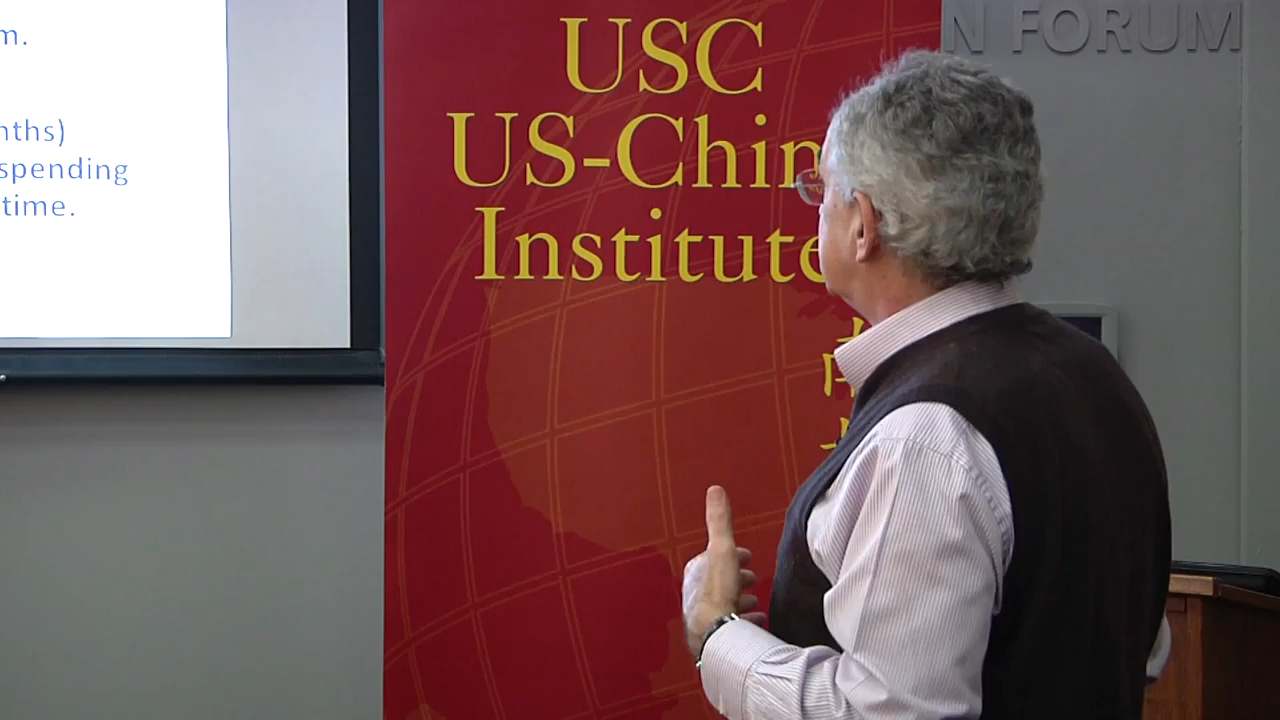 m.
nths)
spending
time.
USC
US-Chin
Institute
N FORUM